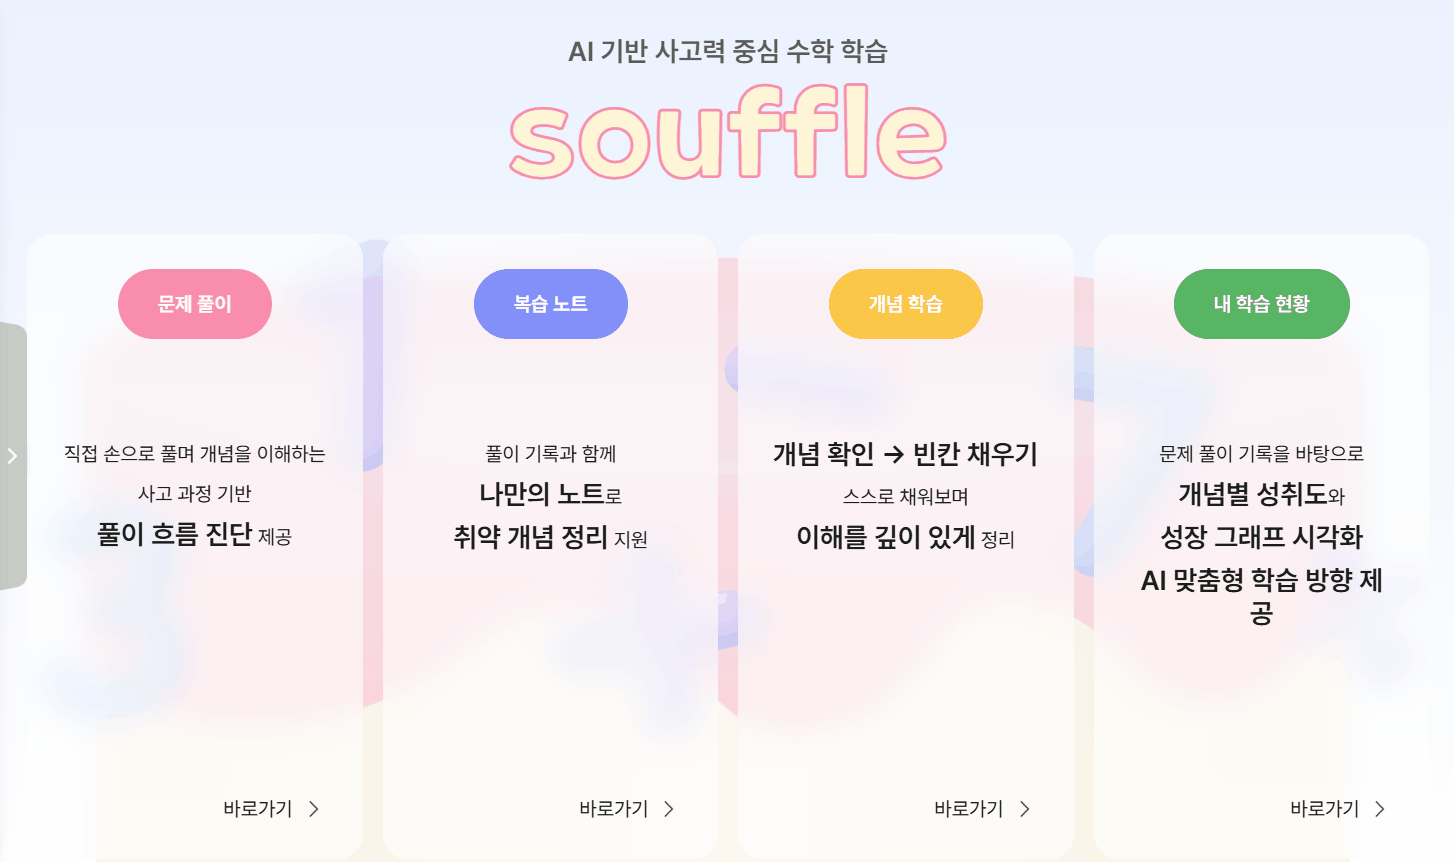 AI 기반 사고력 중심 수학 학습
souffle
문제 풀이
직접 손으로 풀며 개념을 이해하는
사고 과정 기반
풀이 흐름 진단 제공
바로가기
복습 노트
풀이 기록과 함께
나만의 노트로
취약 개념 정리 지원
바로가기
개념 학습
개념 확인 → 빈칸 채우기
스스로 채워보며
이해를 깊이 있게 정리
바로가기
내 학습 현황
문제 풀이 기록을 바탕으로
개념별 성취도와
성장 그래프 시각화
AI 맞춤형 학습 방향 제
공
바로가기